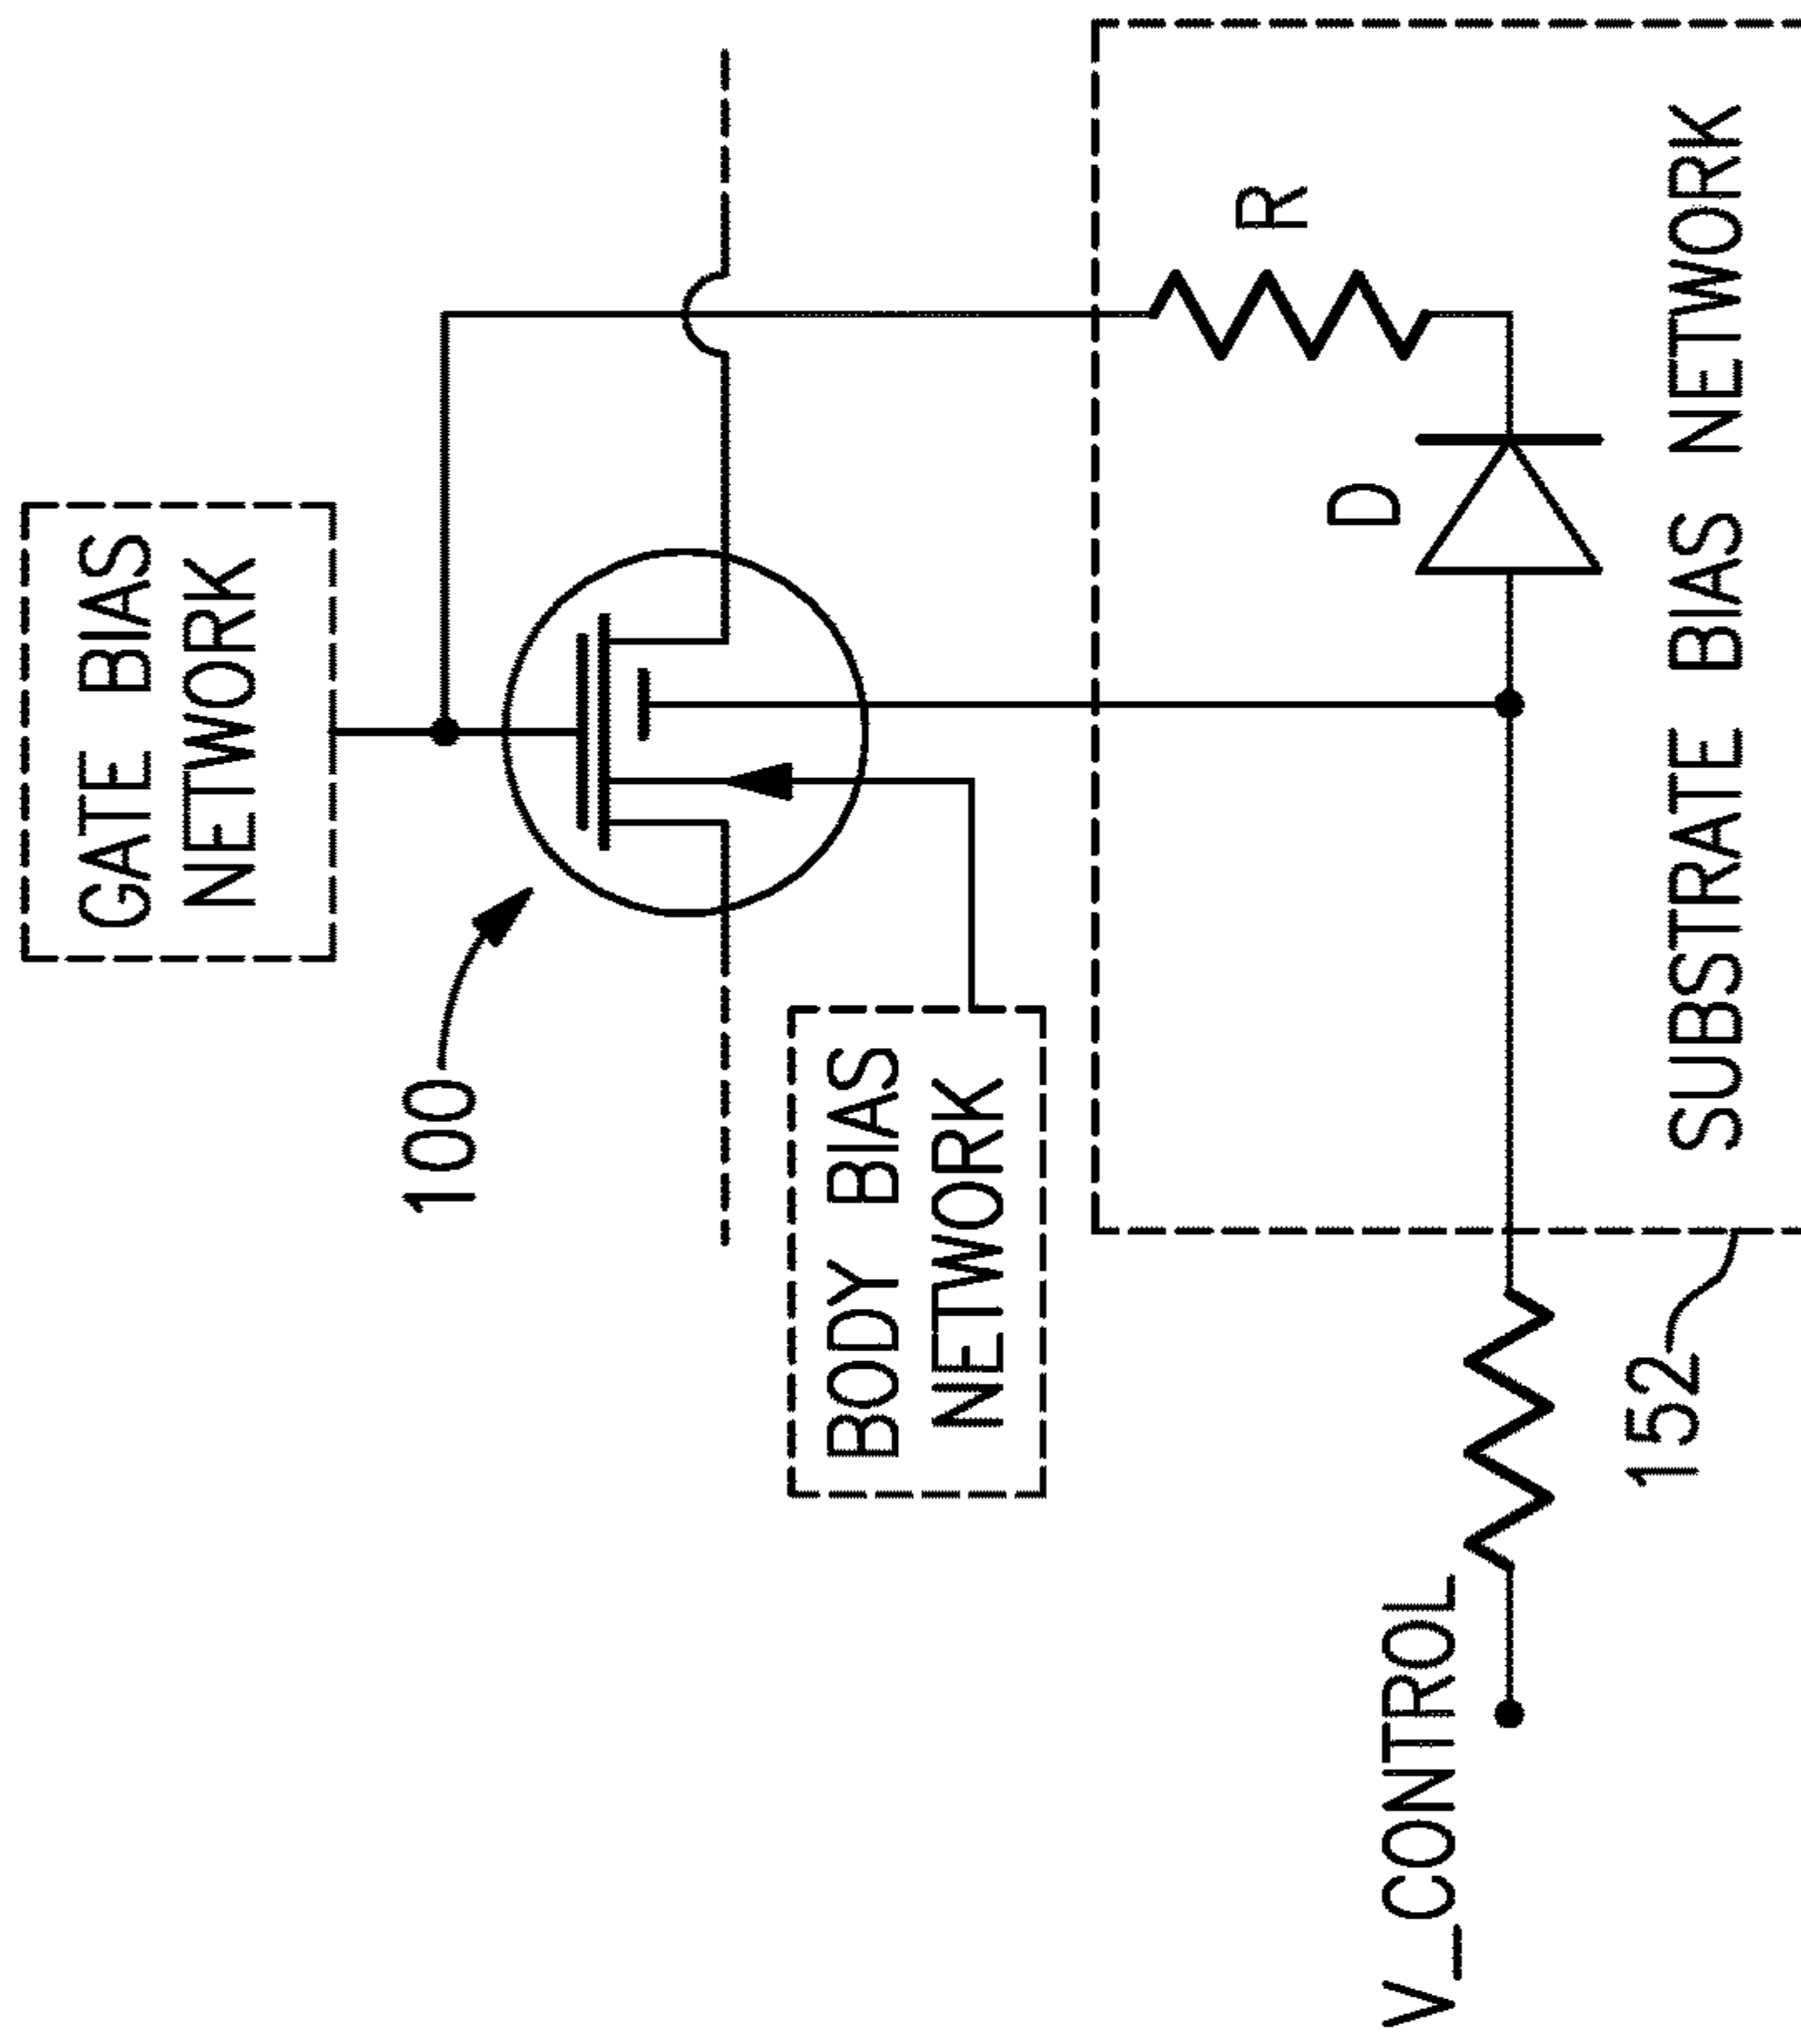 GATE BIAS
NETWORK
100
BODY BIAS
NETWORK
R
D
V_CONTROL
152
SUBSTRATE BIAS NETWORK